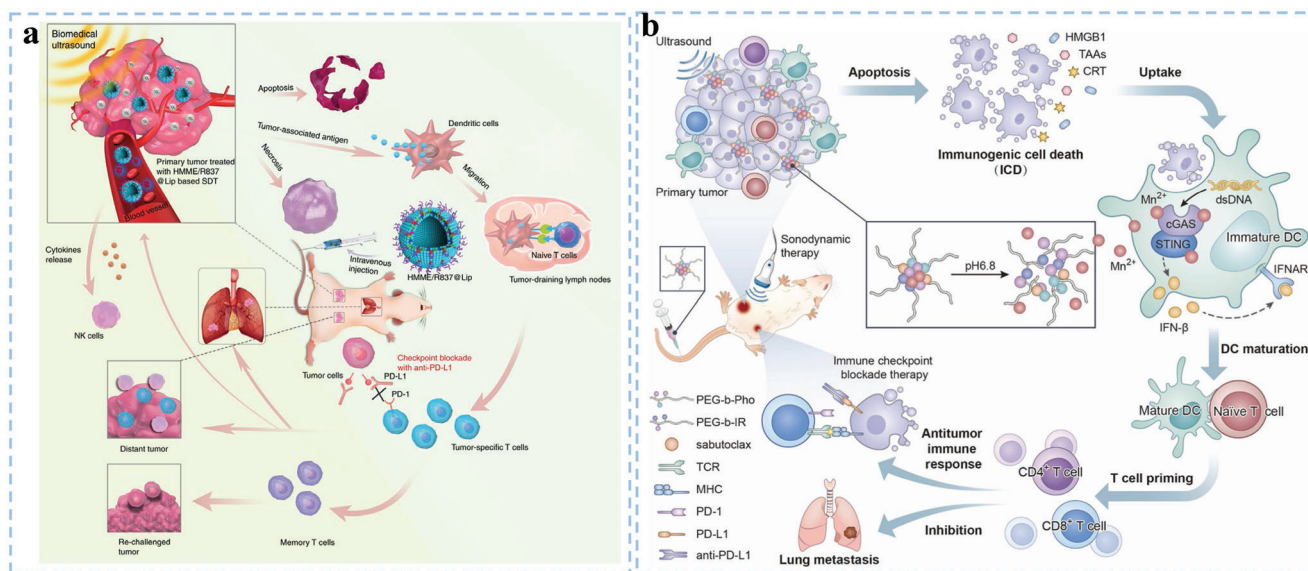 a
Biomedical
ultrasound
Primary tumor treated
with HMME/R837
@Lip based SDT
Blood vessel
Apoptosis
Tumor-associated antigen
Necrosis
Dendritic cells
Migration
Naive T cells
Tumor-draining lymph nodes
HMME/R837@Lip
Intravenous
injection
Cytokines
release
NK cells
Tumor cells
Checkpoint blockade
with anti-PD-L1
PD-L1
PD-1
Tumor-specific T cells
Distant tumor
Re-challenged
tumor
Memory T cells
b
Ultrasound
Primary tumor
Apoptosis
HMGB1
TAAs
CRT
Immunogenic cell death
(ICD)
Uptake
Mn2+
dsDNA
cGAS
STING
Immature DC
Mn2+
IFNAR
IFN-β
Sonodynamic
therapy
pH6.8
DC maturation
Mature DC
Naïve T cell
T cell priming
CD4+ T cell
CD8+ T cell
Antitumor
immune
response
Inhibition
Lung metastasis
Immune checkpoint
blockade therapy
PEG-b-Pho
PEG-b-IR
sabutoclax
TCR
MHC
PD-1
PD-L1
anti-PD-L1